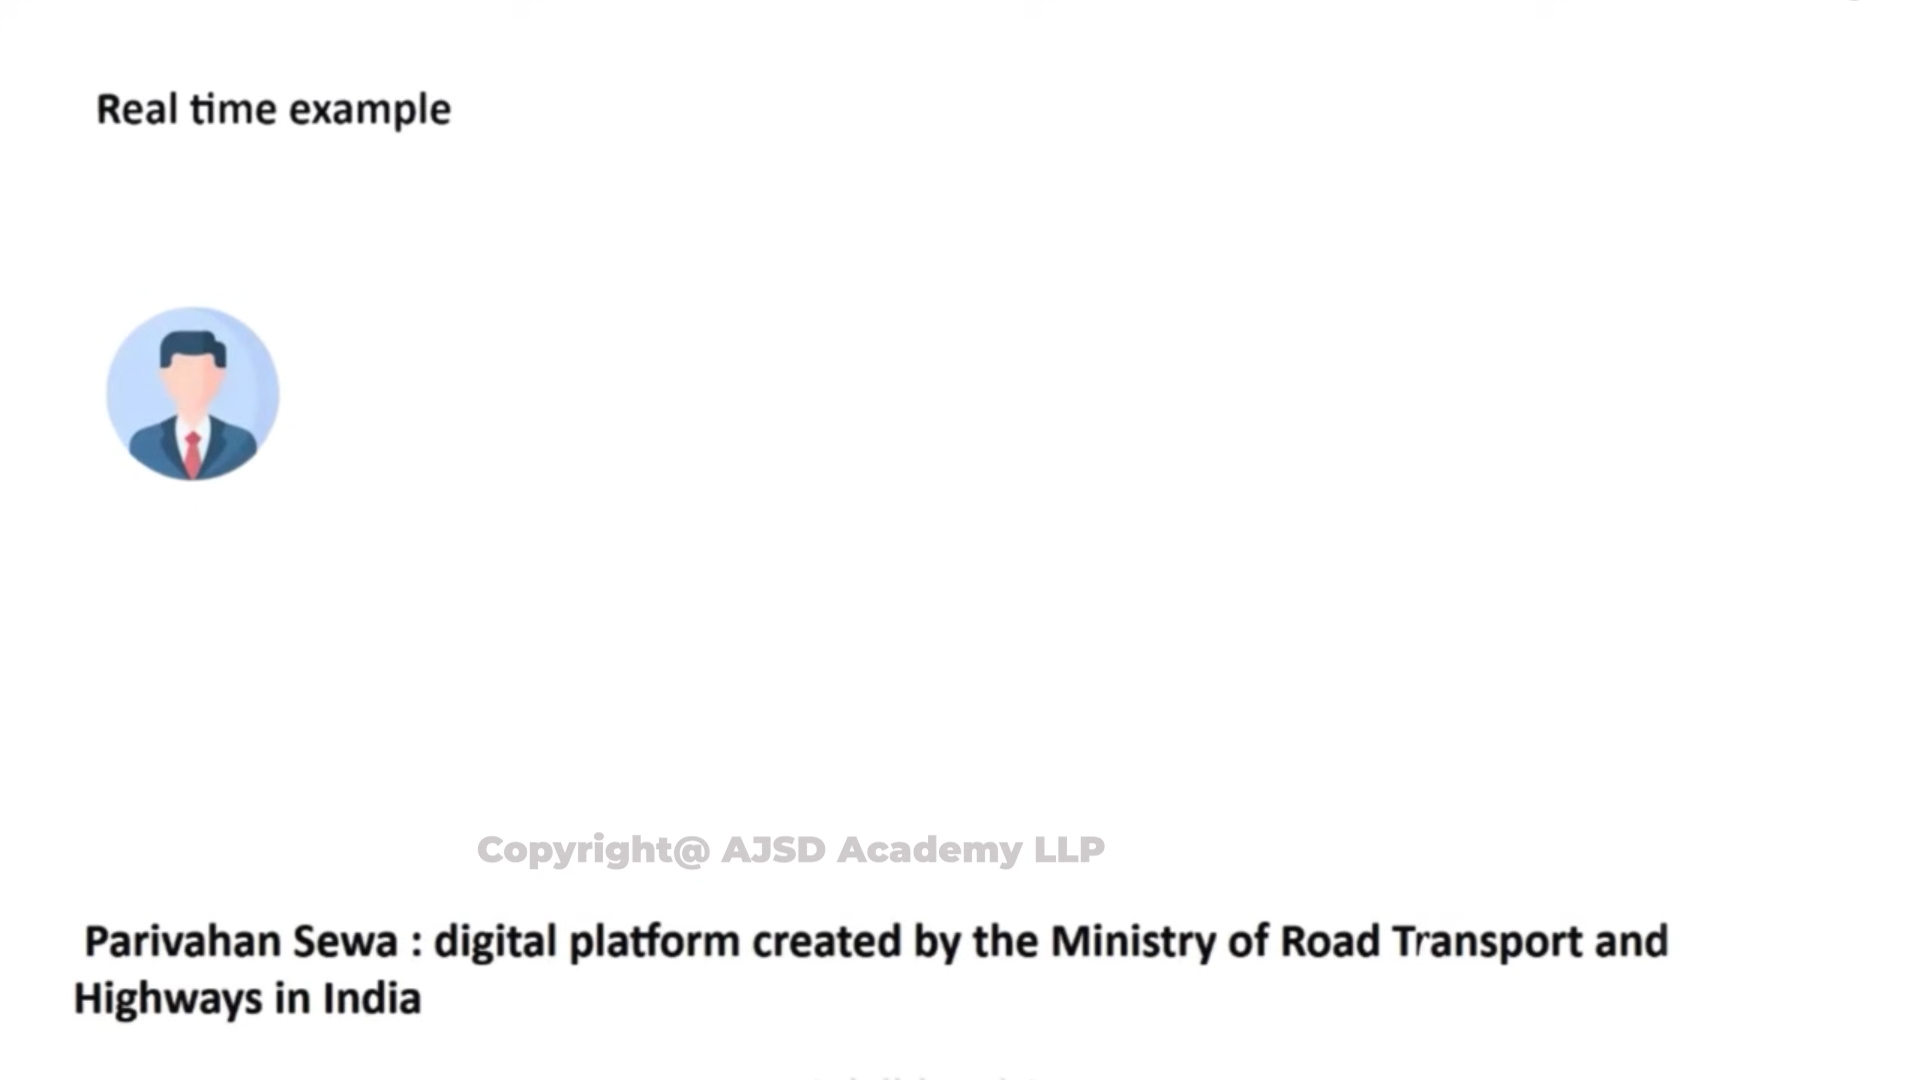 Real time example
Copyright@ AJSD Academy LLP
Parivahan Sewa : digital platform created by the Ministry of Road Transport and
Highways in India